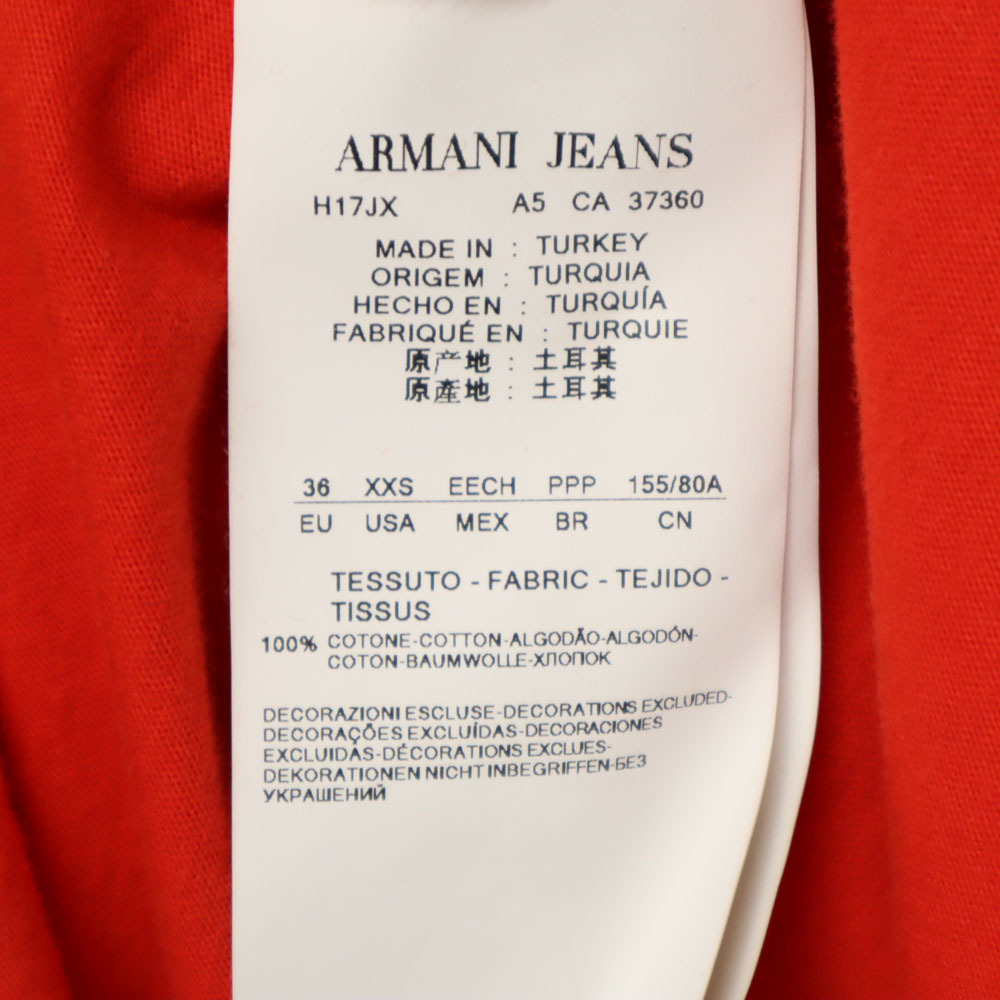 ARMANI JEANS
H17JX A5 CA 37360
MADE IN : TURKEY
ORIGEM : TURQUIA
HECHO EN : TURQUÍA
FABRIQUÉ EN : TURQUIE
原产地 : 土耳其
原產地 : 土耳其
36 XXS EECH PPP 155/80A
EU USA MEX BR CN
TESSUTO - FABRIC - TEJIDO -
TISSUS
100% COTONE-COTTON-ALGODÃO-ALGODÓN-
COTON-BAUMWOLLE-ХЛОПОК
DECORAZIONI ESCLUSE-DECORATIONS EXCLUDED-
DECORAÇÕES EXCLUÍDAS-DECORACIONES
EXCLUIDAS-DÉCORATIONS EXCLUES-
DEKORATIONEN NICHT INBEGRIFFEN-БЕЗ
УКРАШЕНИЙ